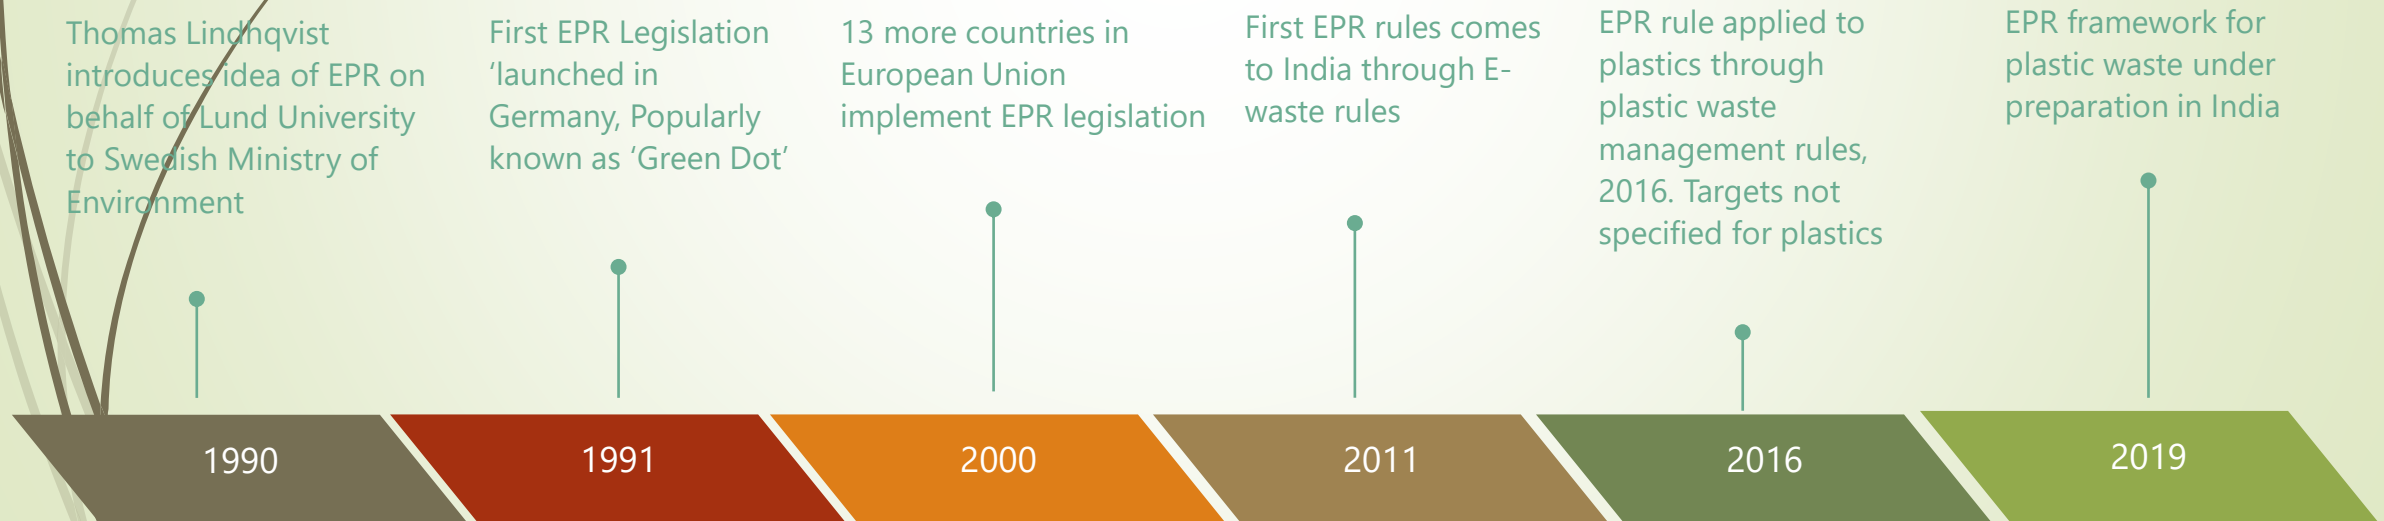 Thomas Lindhqvist
introduces idea of EPR on
behalf of Lund University
to Swedish Ministry of
Environment
First EPR Legislation
‘launched in
Germany, Popularly
known as ‘Green Dot’
13 more countries in
European Union
implement EPR legislation
First EPR rules comes
to India through E-
waste rules
EPR rule applied to
plastics through
plastic waste
management rules,
2016. Targets not
specified for plastics
EPR framework for
plastic waste under
preparation in India
1990
1991
2000
2011
2016
2019